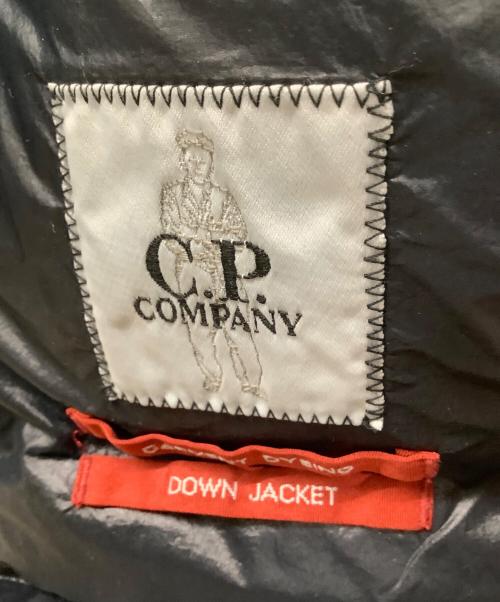 C.P.
COMPANY
GARMENT DYEING
DOWN JACKET